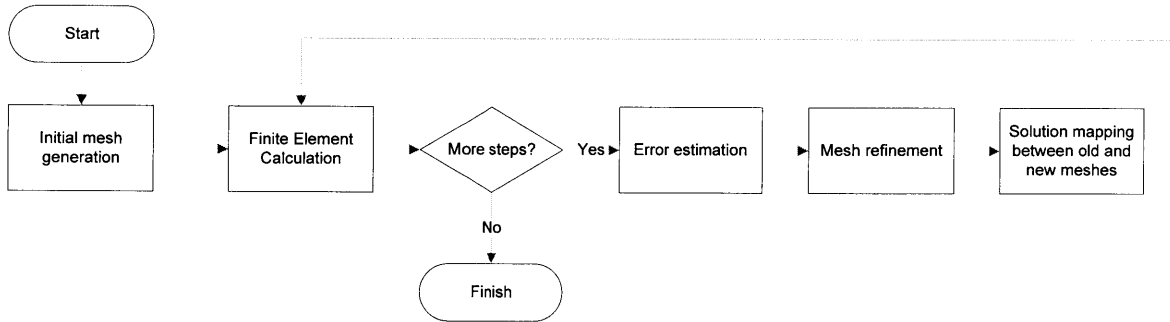 Start
Initial mesh
generation
Finite Element
Calculation
More steps?
Yes
Error estimation
Mesh refinement
Solution mapping
between old and
new meshes
No
Finish